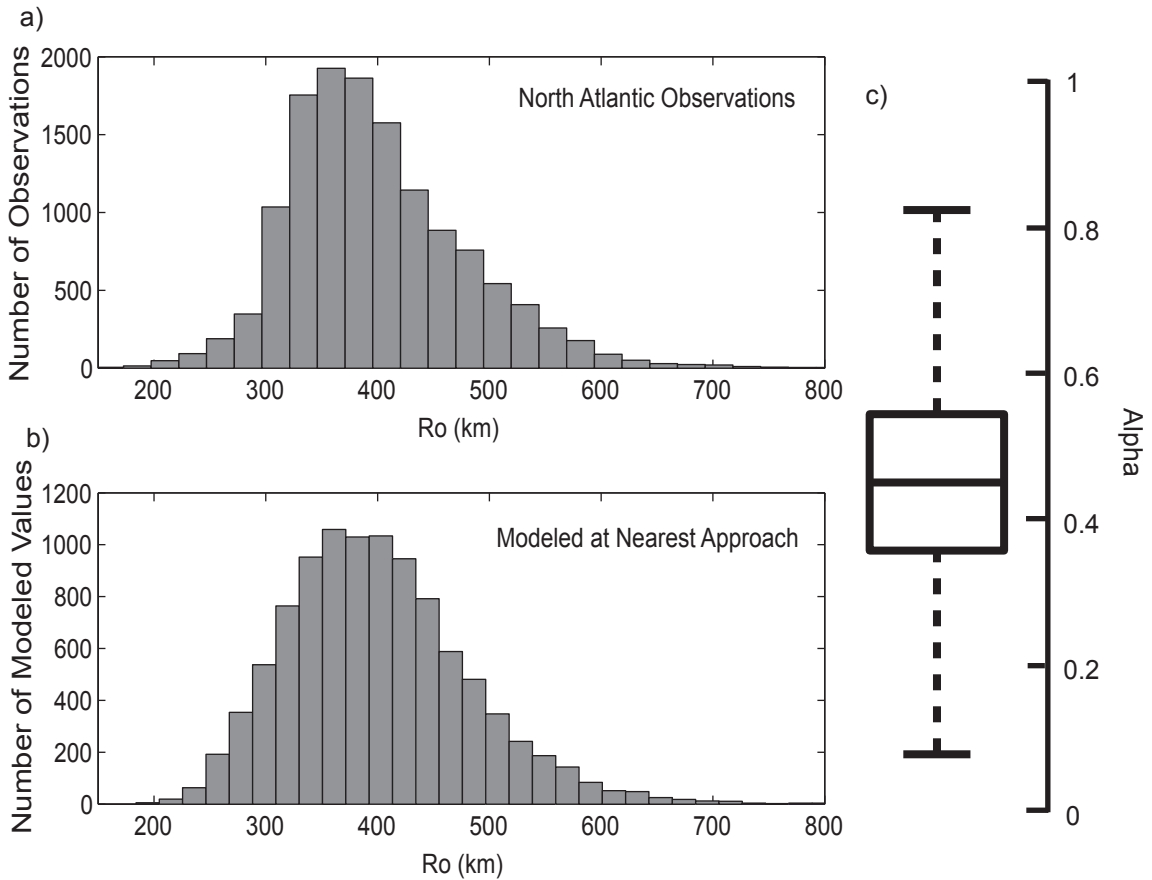 a)
2000
1500
1000
500
0
Number of Observations
North Atlantic Observations
200 300 400 500 600 700 800
Ro (km)
b)
1200
1000
800
600
400
200
0
Number of Modeled Values
Modeled at Nearest Approach
200 300 400 500 600 700 800
Ro (km)
c)
1
0.8
0.6
0.4
0.2
0
Alpha